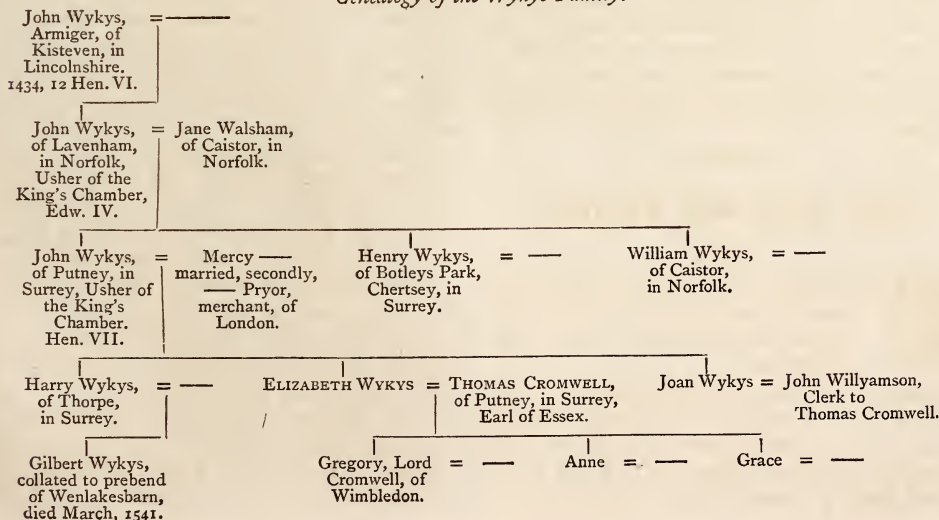 Genealogy of the Wykys Family.
John Wykys, = ——
Armiger, of
Kisteven, in
Lincolnshire.
1434, 12 Hen. VI.
John Wykys,
of Lavenham,
in Norfolk,
Usher of the
King's Chamber,
Edw. IV.
= Jane Walsham,
of Caistor, in
Norfolk.
John Wykys,
of Putney, in
Surrey, Usher of
the King's
Chamber.
Hen. VII.
= Mercy ——
married, secondly,
—— Pryor,
merchant, of
London.
Henry Wykys, = ——
of Botleys Park,
Chertsey, in
Surrey.
William Wykys, = ——
of Caistor,
in Norfolk.
Harry Wykys, = ——
of Thorpe,
in Surrey.
ELIZABETH WYKYS = THOMAS CROMWELL,
of Putney, in Surrey,
Earl of Essex.
Joan Wykys = John Willyamson,
Clerk to
Thomas Cromwell.
Gilbert Wykys,
collated to prebend
of Wenlakesbarn,
died March, 1541.
Gregory, Lord = ——
Cromwell, of
Wimbledon.
Anne = ——
Grace = ——